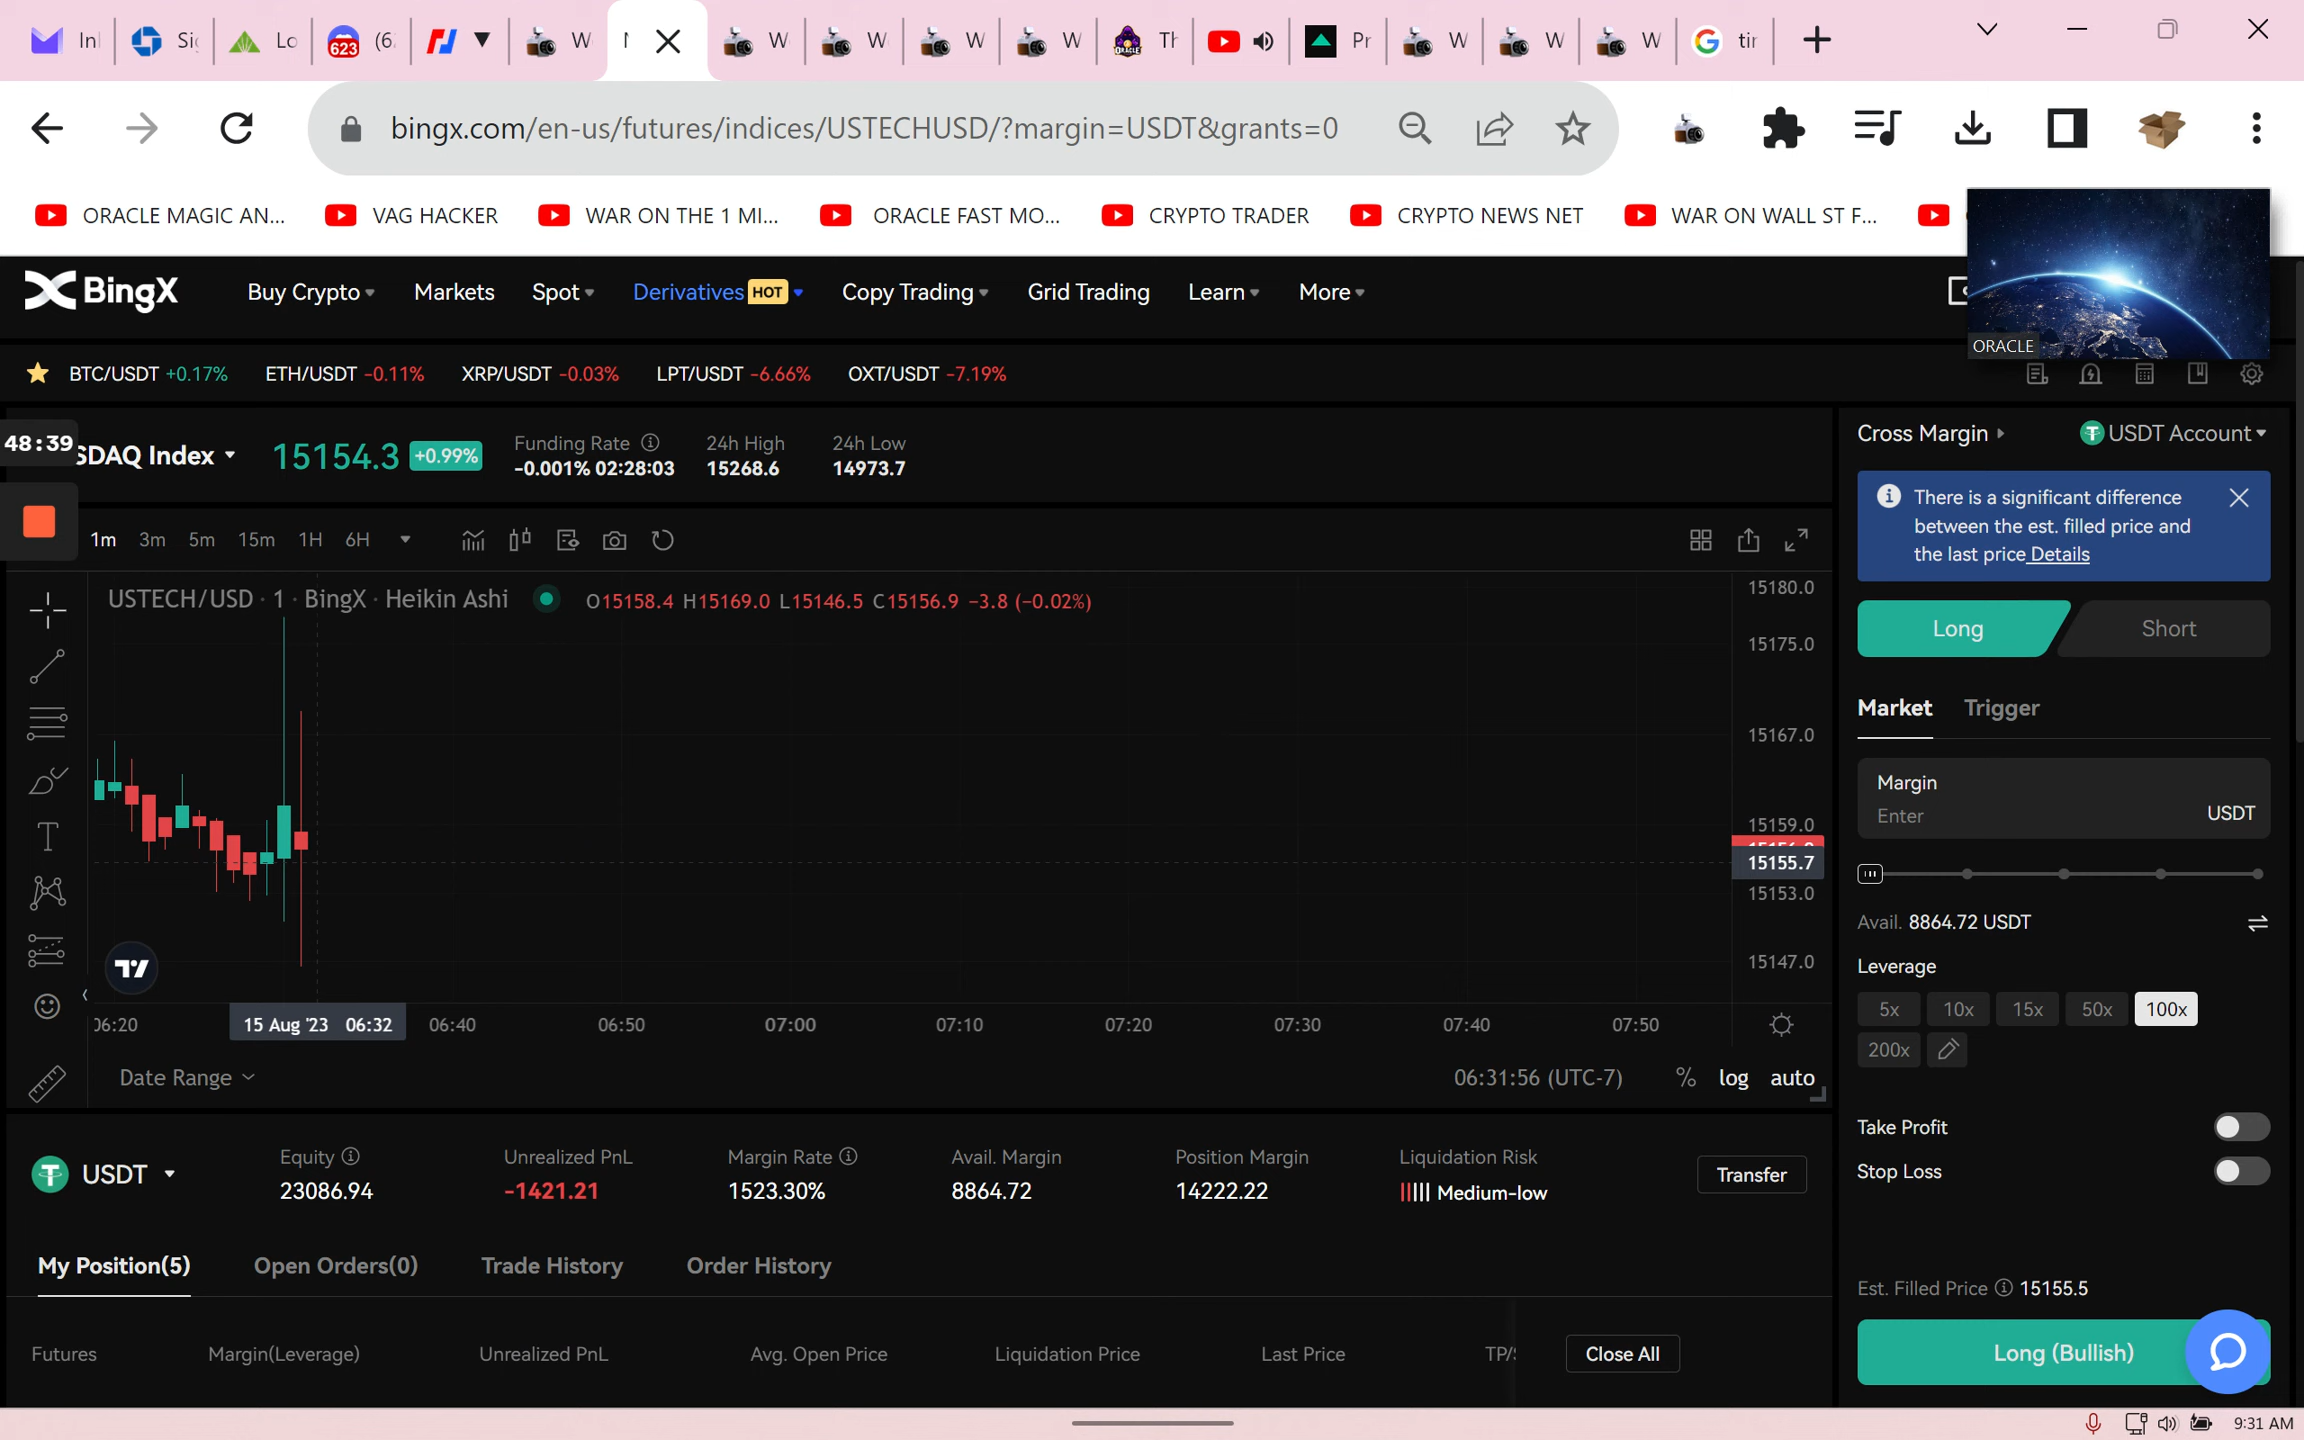 Inl
Sig
Lo
623
(6
▼
W
W
W
W
W
ORACLE
Th
Pr
W
W
W
tir
bingx.com/en-us/futures/indices/USTECHUSD/?margin=USDT&grants=0
ORACLE MAGIC AN...
VAG HACKER
WAR ON THE 1 MI...
ORACLE FAST MO...
CRYPTO TRADER
CRYPTO NEWS NET
WAR ON WALL ST F...
BingX
Buy Crypto
Markets
Spot
Derivatives HOT
Copy Trading
Grid Trading
Learn
More
ORACLE
BTC/USDT +0.17%
ETH/USDT -0.11%
XRP/USDT -0.03%
LPT/USDT -6.66%
OXT/USDT -7.19%
48:39
SDAQ Index
15154.3 +0.99%
Funding Rate
-0.001% 02:28:03
24h High
15268.6
24h Low
14973.7
1m 3m 5m 15m 1H 6H
USTECH/USD · 1 · BingX · Heikin Ashi
O15158.4 H15169.0 L15146.5 C15156.9 −3.8 (−0.02%)
15180.0
15175.0
15167.0
15159.0
15155.7
15153.0
15147.0
06:20
15 Aug '23 06:32
06:40
06:50
07:00
07:10
07:20
07:30
07:40
07:50
Date Range
06:31:56 (UTC-7)
% log auto
Cross Margin
USDT Account
There is a significant difference
between the est. filled price and
the last price Details
Long
Short
Market
Trigger
Margin
Enter
USDT
Avail. 8864.72 USDT
Leverage
5x 10x 15x 50x 100x
200x
Take Profit
Stop Loss
Est. Filled Price 15155.5
Long (Bullish)
USDT
Equity
23086.94
Unrealized PnL
-1421.21
Margin Rate
1523.30%
Avail. Margin
8864.72
Position Margin
14222.22
Liquidation Risk
Medium-low
Transfer
My Position(5)
Open Orders(0)
Trade History
Order History
Futures
Margin(Leverage)
Unrealized PnL
Avg. Open Price
Liquidation Price
Last Price
TP/S
Close All
9:31 AM